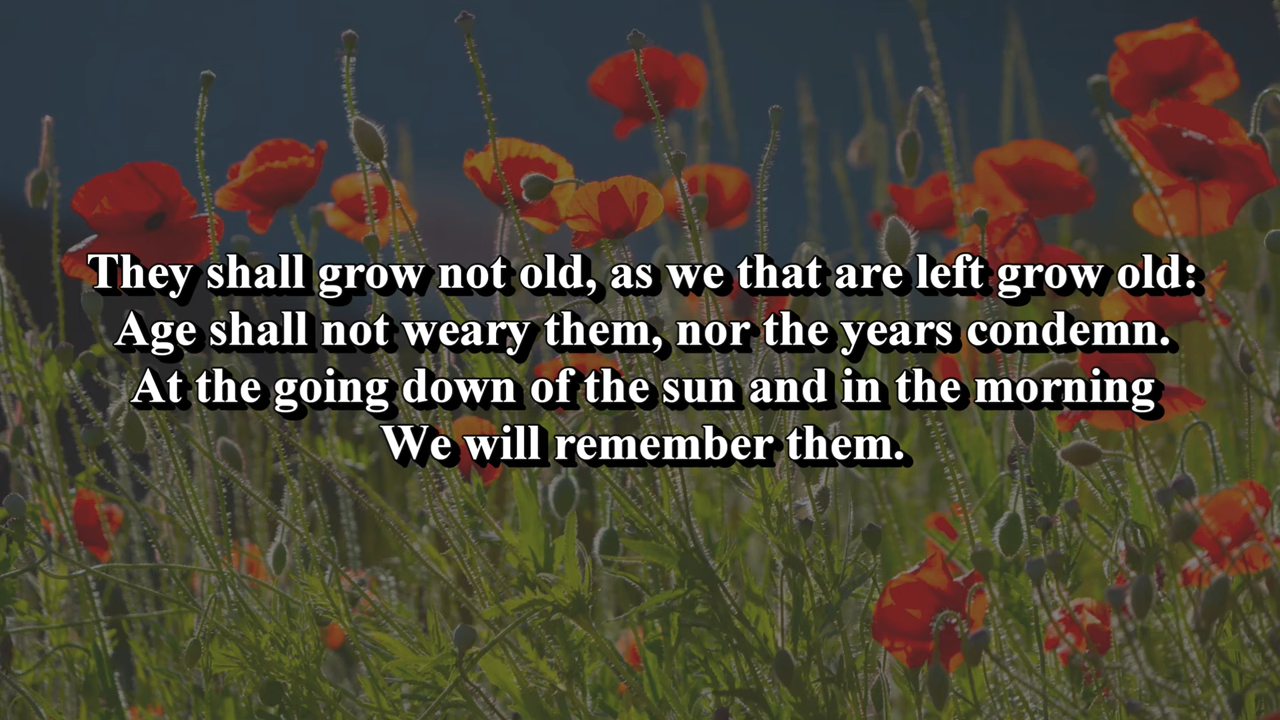 They shall grow not old, as we that are left grow old:
Age shall not weary them, nor the years condemn.
At the going down of the sun and in the morning
We will remember them.